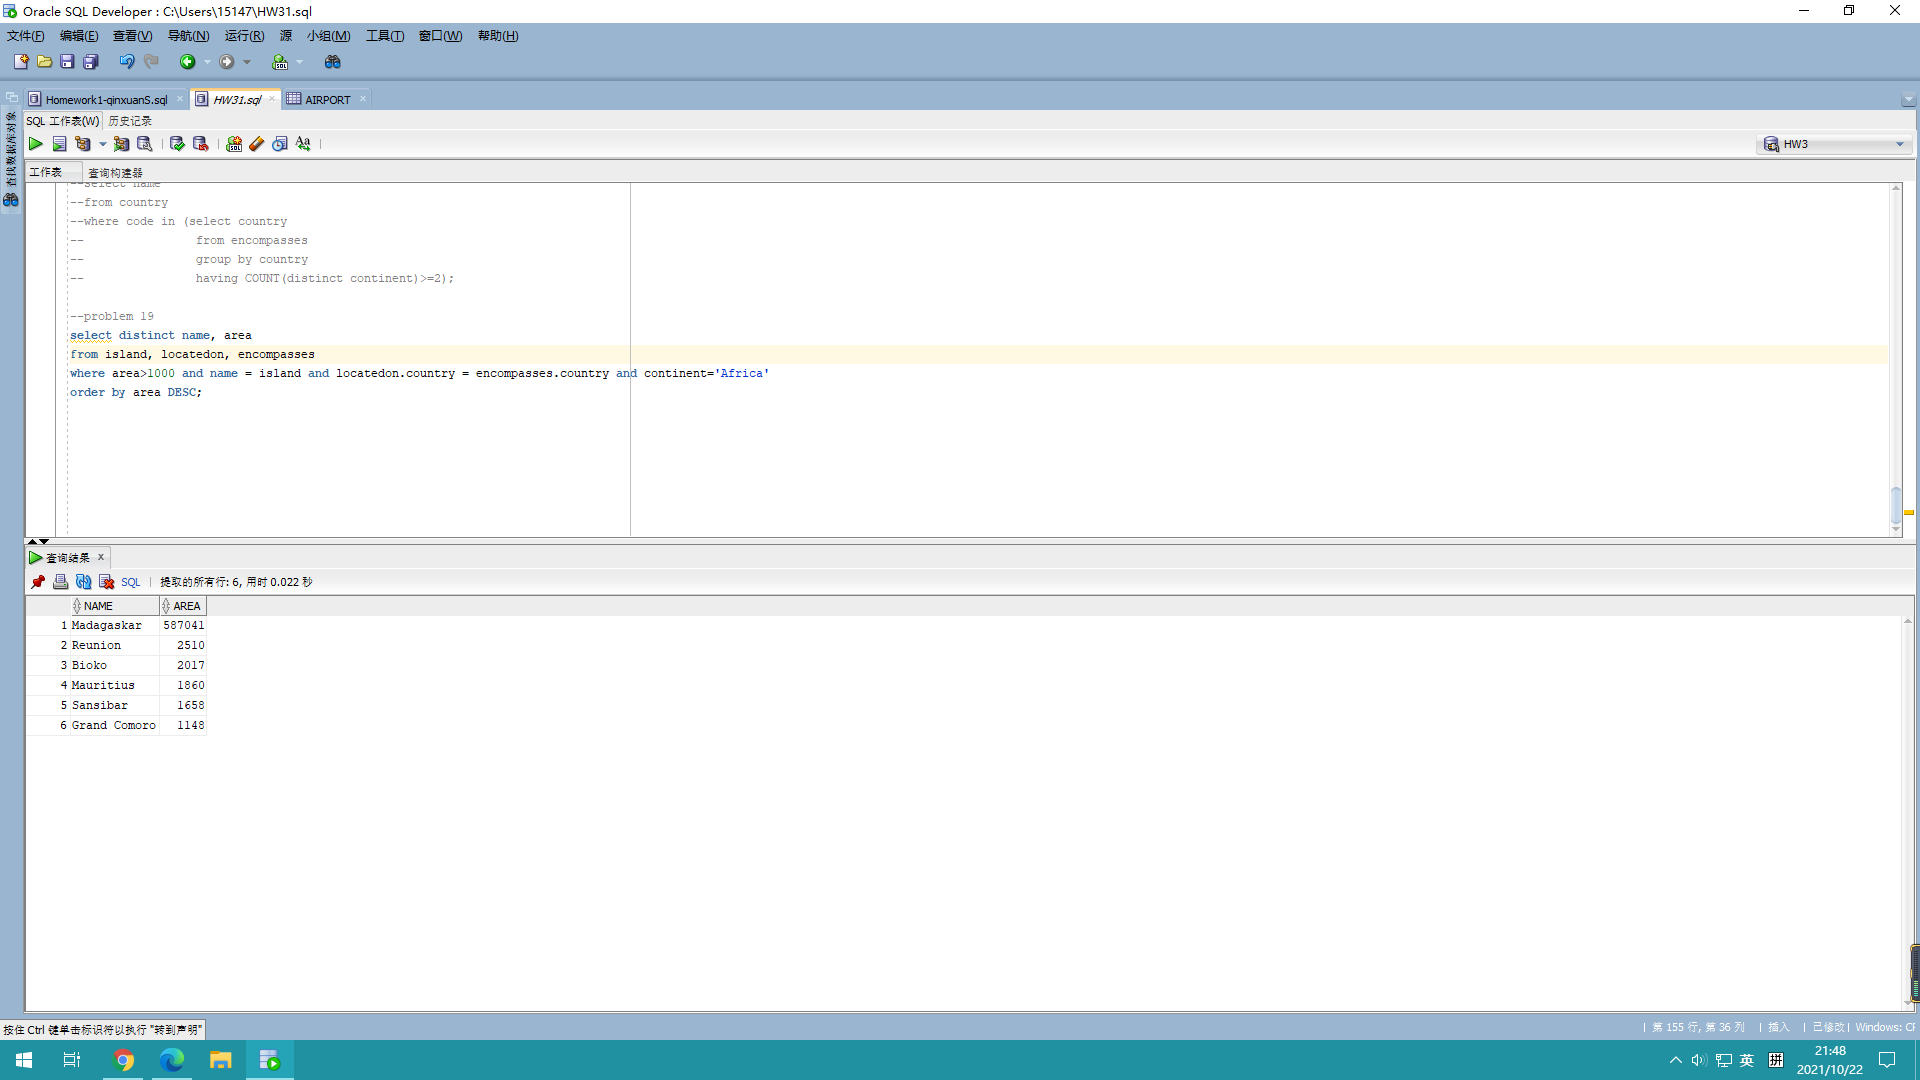 Oracle SQL Developer : C:\Users\15147\HW31.sql
文件(F) 编辑(E) 查看(V) 导航(N) 运行(R) 源 小组(M) 工具(T) 窗口(W) 帮助(H)
Homework1-qinxuanS.sql HW31.sql AIRPORT
查找数据库对象
SQL 工作表(W) 历史记录
HW3
工作表 查询构建器
--select name
--from country
--where code in (select country
-- from encompasses
-- group by country
-- having COUNT(distinct continent)>=2);
--problem 19
select distinct name, area
from island, locatedon, encompasses
where area>1000 and name = island and locatedon.country = encompasses.country and continent='Africa'
order by area DESC;
查询结果 x
SQL 提取的所有行: 6, 用时 0.022 秒
NAME AREA
1 Madagaskar 587041
2 Reunion 2510
3 Bioko 2017
4 Mauritius 1860
5 Sansibar 1658
6 Grand Comoro 1148
按住 Ctrl 键单击标识符以执行 "转到声明"
第 155 行, 第 36 列 | 插入 | 已修改 | Windows:
英 拼 21:48
2021/10/22